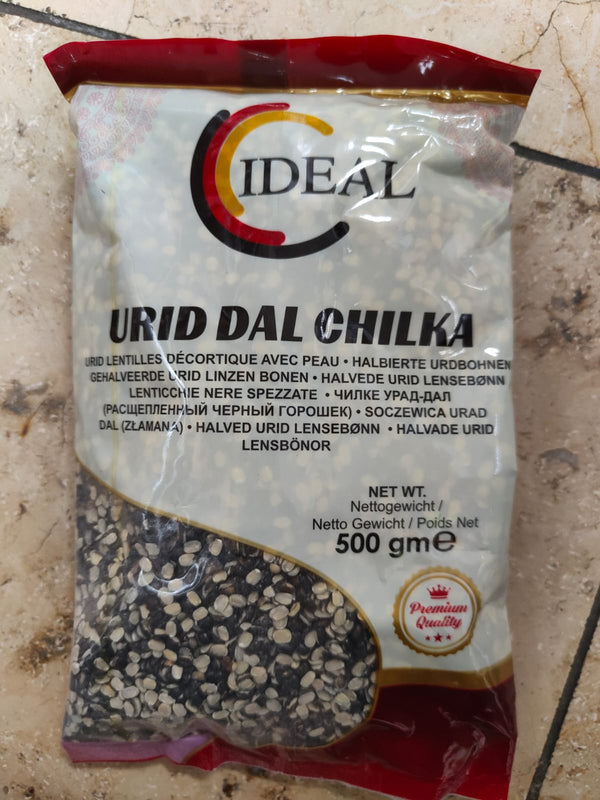 IDEAL
URID DAL CHILKA
URID LENTILLES DÉCORTIQUE AVEC PEAU • HALBIERTE URDBOHNEN
GEHALVEERDE URID LINZEN BONEN • HALVEDE URID LENSEBØNN
LENTICCHIE NERE SPEZZATE • ЧИЛКЕ УРАД-ДАЛ
(РАСЩЕПЛЕННЫЙ ЧЕРНЫЙ ГОРОШЕК) • SOCZEWICA URAD
DAL (ZŁAMANA) • HALVED URID LENSEBØNN • HALVADE URID
LENSBÖNOR
NET WT.
Nettogewicht /
Netto Gewicht / Poids Net
500 gm℮
Premium
Quality